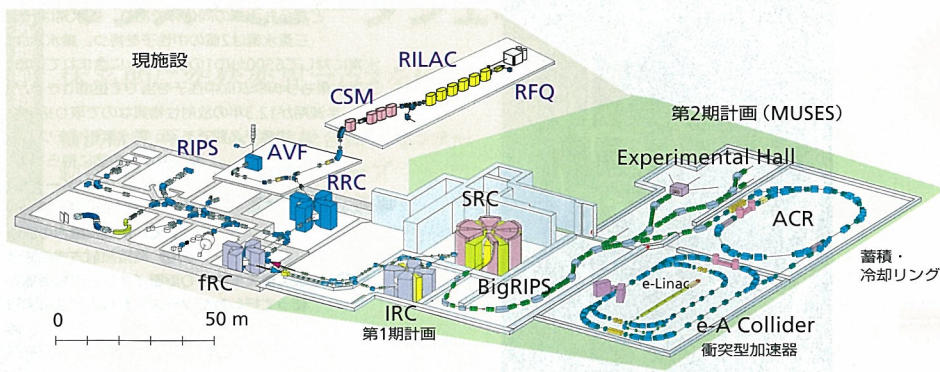 現施設
RILAC
CSM
RFQ
第2期計画（MUSES）
RIPS
AVF
Experimental Hall
RRC
SRC
ACR
fRC
BigRIPS
e-Linac
蓄積・
冷却リング
IRC
第1期計画
e-A Collider
衝突型加速器
0
50 m